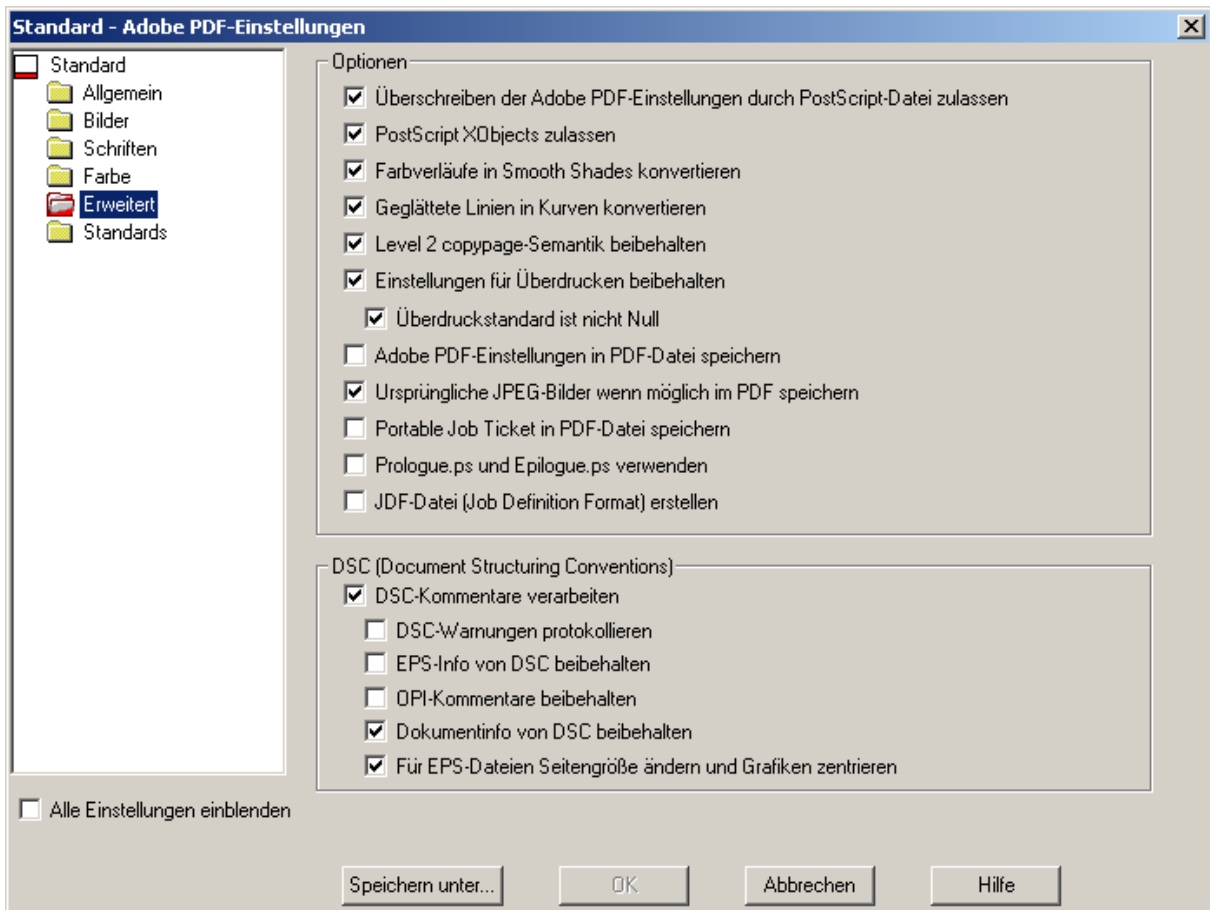 Standard - Adobe PDF-Einstellungen
Standard
Allgemein
Bilder
Schriften
Farbe
Erweitert
Standards
Alle Einstellungen einblenden
Optionen
Überschreiben der Adobe PDF-Einstellungen durch PostScript-Datei zulassen
PostScript XObjects zulassen
Farbverläufe in Smooth Shades konvertieren
Geglättete Linien in Kurven konvertieren
Level 2 copypage-Semantik beibehalten
Einstellungen für Überdrucken beibehalten
Überdruckstandard ist nicht Null
Adobe PDF-Einstellungen in PDF-Datei speichern
Ursprüngliche JPEG-Bilder wenn möglich im PDF speichern
Portable Job Ticket in PDF-Datei speichern
Prologue.ps und Epilogue.ps verwenden
JDF-Datei (Job Definition Format) erstellen
DSC (Document Structuring Conventions)
DSC-Kommentare verarbeiten
DSC-Warnungen protokollieren
EPS-Info von DSC beibehalten
OPI-Kommentare beibehalten
Dokumentinfo von DSC beibehalten
Für EPS-Dateien Seitengröße ändern und Grafiken zentrieren
Speichern unter... OK Abbrechen Hilfe